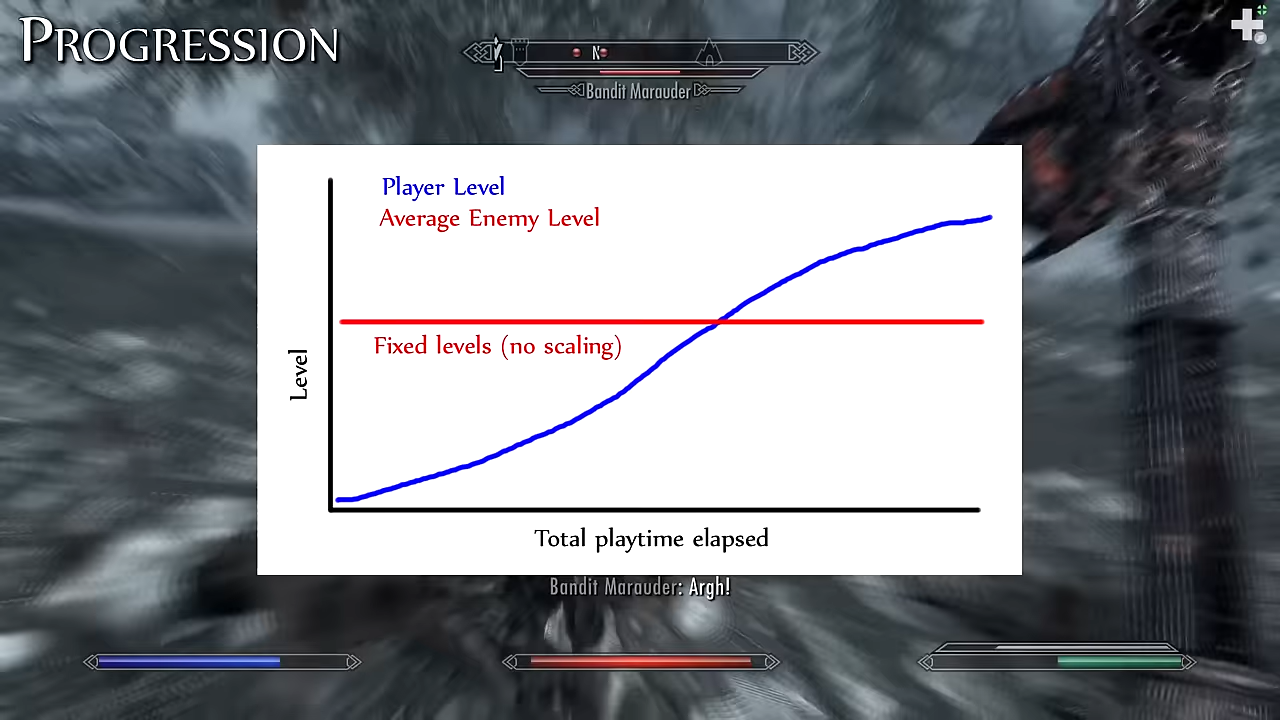 PROGRESSION
N
Bandit Marauder
Player Level
Average Enemy Level
Fixed levels (no scaling)
Level
Total playtime elapsed
Bandit Marauder: Argh!